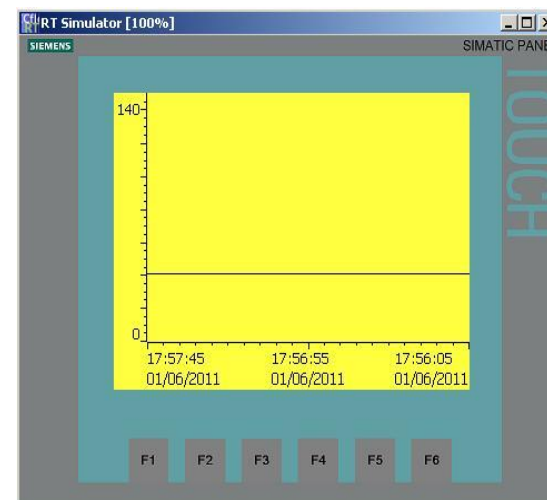 RT Simulator [100%]
SIEMENS
SIMATIC PANE
TOUCH
140
0
17:57:45 17:56:55 17:56:05
01/06/2011 01/06/2011 01/06/2011
F1 F2 F3 F4 F5 F6